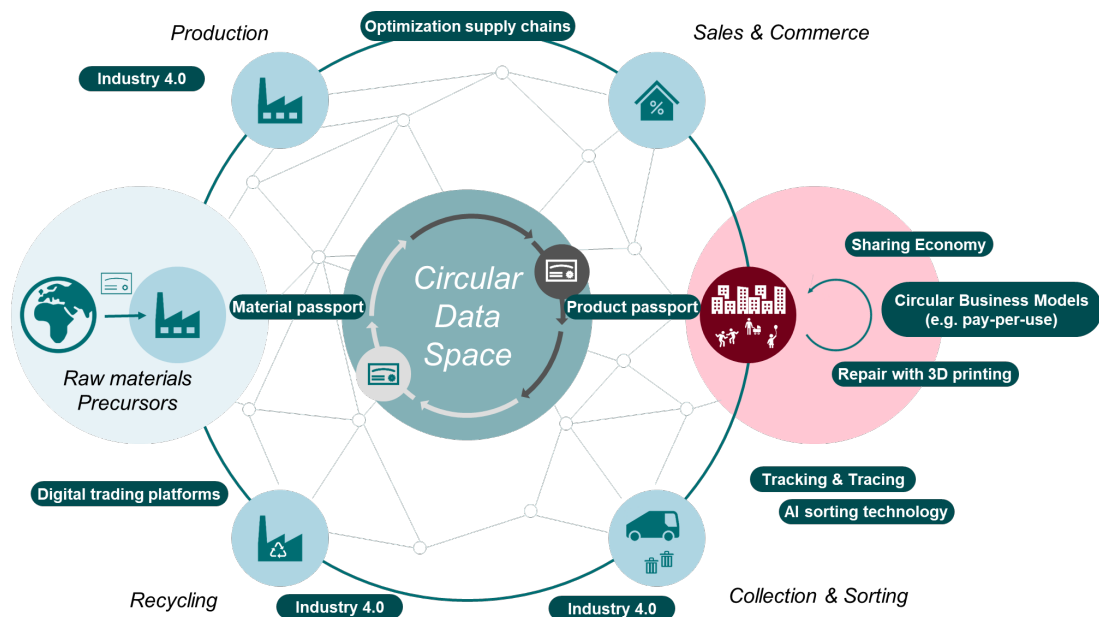 Optimization supply chains
Production
Sales & Commerce
Industry 4.0
%
Sharing Economy
Circular
Data
Space
Material passport
Product passport
Circular Business Models
(e.g. pay-per-use)
Raw materials
Precursors
Repair with 3D printing
Digital trading platforms
Tracking & Tracing
AI sorting technology
Recycling
Collection & Sorting
Industry 4.0
Industry 4.0